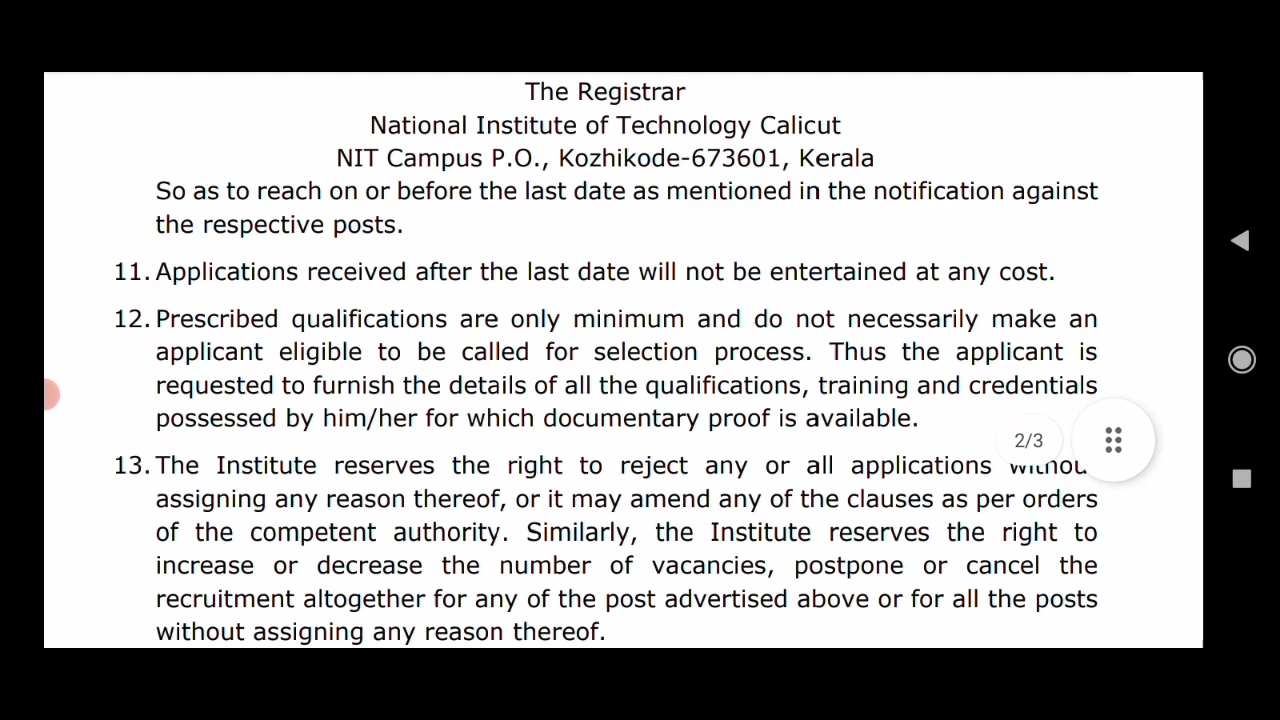 The Registrar
National Institute of Technology Calicut
NIT Campus P.O., Kozhikode-673601, Kerala
So as to reach on or before the last date as mentioned in the notification against
the respective posts.
11. Applications received after the last date will not be entertained at any cost.
12. Prescribed qualifications are only minimum and do not necessarily make an
applicant eligible to be called for selection process. Thus the applicant is
requested to furnish the details of all the qualifications, training and credentials
possessed by him/her for which documentary proof is available.
2/3
13. The Institute reserves the right to reject any or all applications without
assigning any reason thereof, or it may amend any of the clauses as per orders
of the competent authority. Similarly, the Institute reserves the right to
increase or decrease the number of vacancies, postpone or cancel the
recruitment altogether for any of the post advertised above or for all the posts
without assigning any reason thereof.